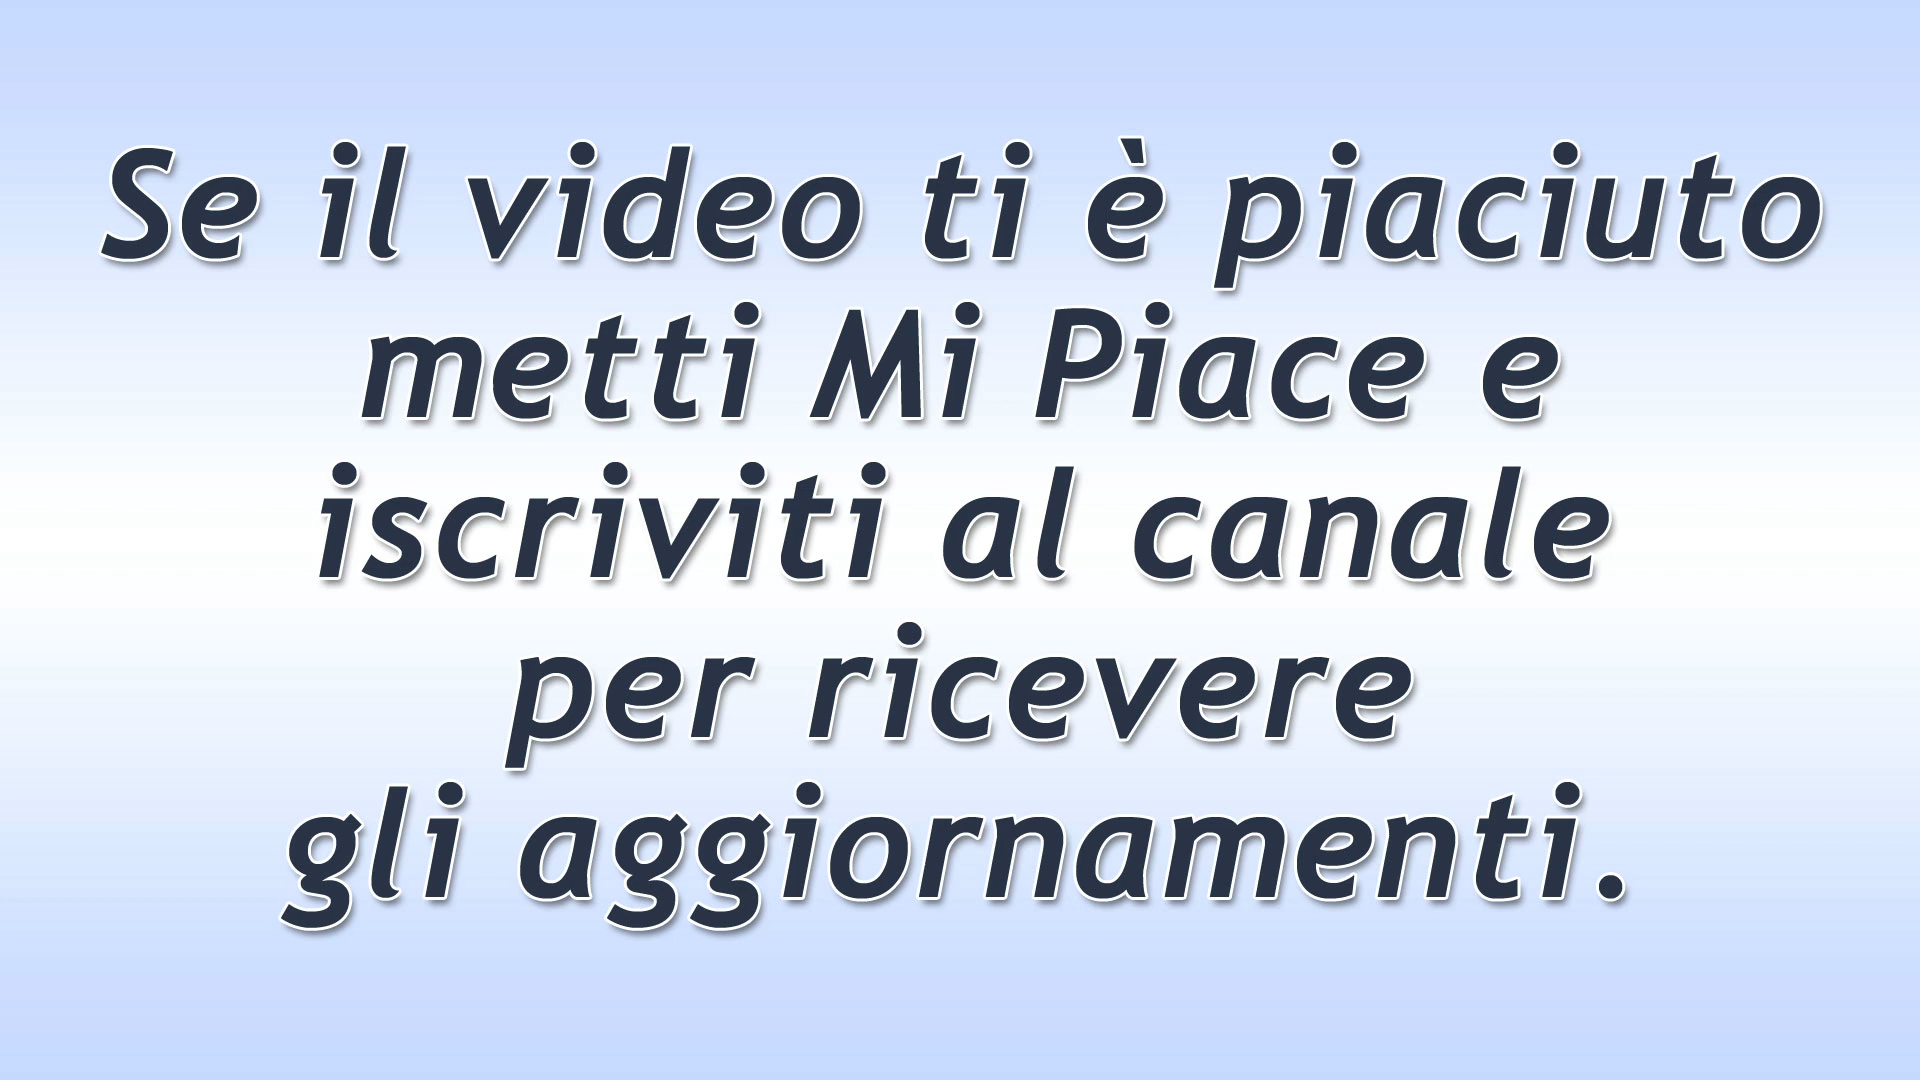 Se il video ti è piaciuto
metti Mi Piace e
iscriviti al canale
per ricevere
gli aggiornamenti.